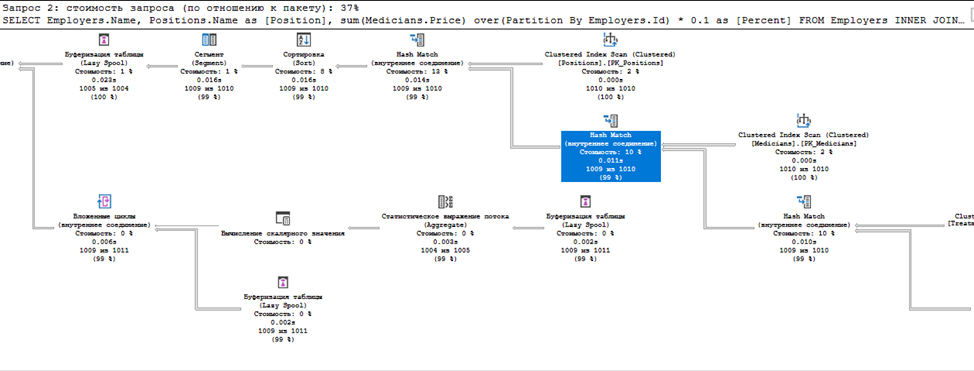 Запрос 2: стоимость запроса (по отношению к пакету): 37%
SELECT Employers.Name, Positions.Name as [Position], sum(Medicians.Price) over(Partition By Employers.Id) * 0.1 as [Percent] FROM Employers INNER JOIN…
ние)
Буферизация таблицы
(Lazy Spool)
Стоимость: 1 %
0.023s
1005 из 1004
(100 %)
Сегмент
(Segment)
Стоимость: 1 %
0.016s
1009 из 1010
(99 %)
Сортировка
(Sort)
Стоимость: 8 %
0.016s
1009 из 1010
(99 %)
Hash Match
(внутреннее соединение)
Стоимость: 13 %
0.014s
1009 из 1010
(99 %)
Clustered Index Scan (Clustered)
[Positions].[PK_Positions]
Стоимость: 2 %
0.000s
1010 из 1010
(100 %)
Hash Match
(внутреннее соединение)
Стоимость: 10 %
0.011s
1009 из 1010
(99 %)
Clustered Index Scan (Clustered)
[Medicians].[PK_Medicians]
Стоимость: 2 %
0.000s
1010 из 1010
(100 %)
Вложенные циклы
(внутреннее соединение)
Стоимость: 0 %
0.006s
1009 из 1011
(99 %)
Вычисление скалярного значения
Стоимость: 0 %
Статистическое выражение потока
(Aggregate)
Стоимость: 0 %
0.003s
1004 из 1005
(99 %)
Буферизация таблицы
(Lazy Spool)
Стоимость: 0 %
0.002s
1009 из 1011
(99 %)
Hash Match
(внутреннее соединение)
Стоимость: 10 %
0.010s
1009 из 1010
(99 %)
Clust
[Treatm
Буферизация таблицы
(Lazy Spool)
Стоимость: 0 %
0.002s
1009 из 1011
(99 %)